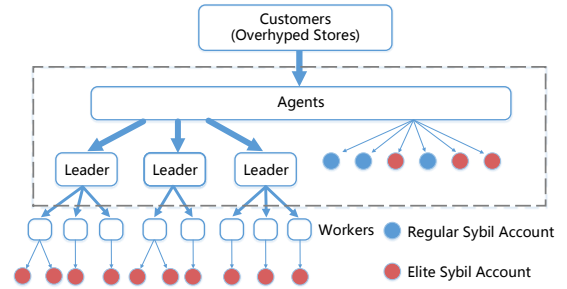 Customers
(Overhyped Stores)
Agents
Leader
Leader
Leader
Workers
Regular Sybil Account
Elite Sybil Account